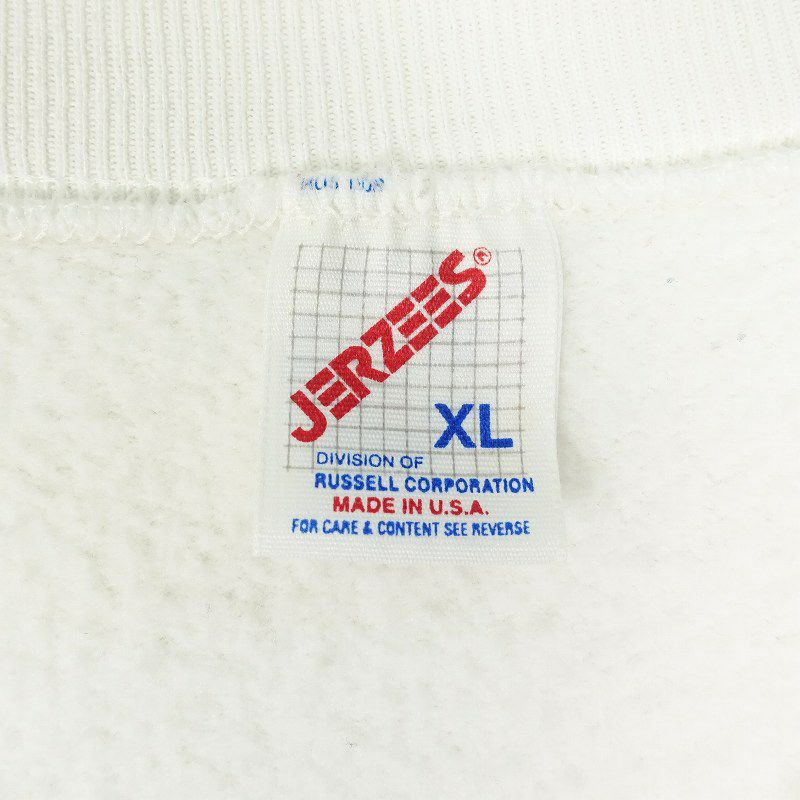 JERZEES®
XL
DIVISION OF
RUSSELL CORPORATION
MADE IN U.S.A.
FOR CARE & CONTENT SEE REVERSE